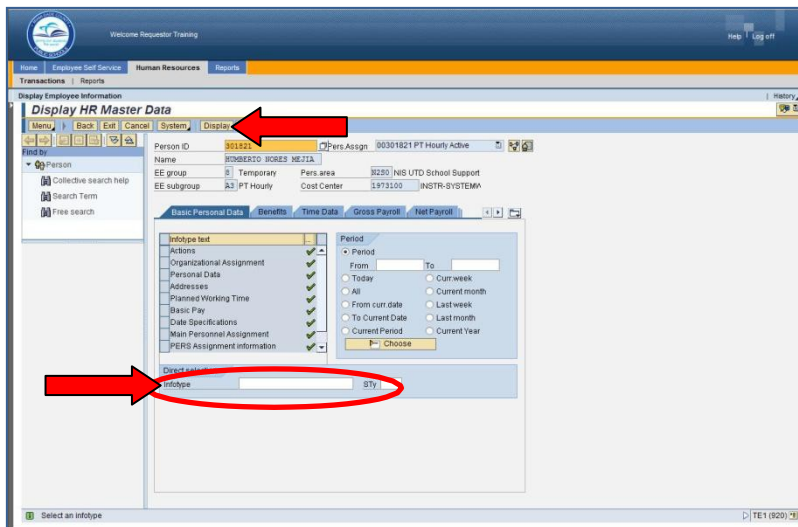 Welcome Requestor Training
Help Log off
Home Employee Self Service Human Resources Reports
Transactions | Reports
Display Employee Information
History
Display HR Master Data
Menu Back Exit Cancel System Display
Find by
Person
Collective search help
Search Term
Free search
Person ID 301821 Pers.Assgn 00301821 PT Hourly Active
Name HUMBERTO NORES MEJIA
EE group 8 Temporary Pers.area N250 NIS UTD School Support
EE subgroup A3 PT Hourly Cost Center 1973100 INSTR-SYSTEMW
Basic Personal Data Benefits Time Data Gross Payroll Net Payroll
Infotype text
Actions
Organizational Assignment
Personal Data
Addresses
Planned Working Time
Basic Pay
Date Specifications
Main Personnel Assignment
PERS Assignment information
Period
Period
From To
Today Curr.week
All Current month
From curr.date Last week
To Current Date Last month
Current Period Current Year
Choose
Direct
Infotype STy
Select an infotype
TE1 (920)